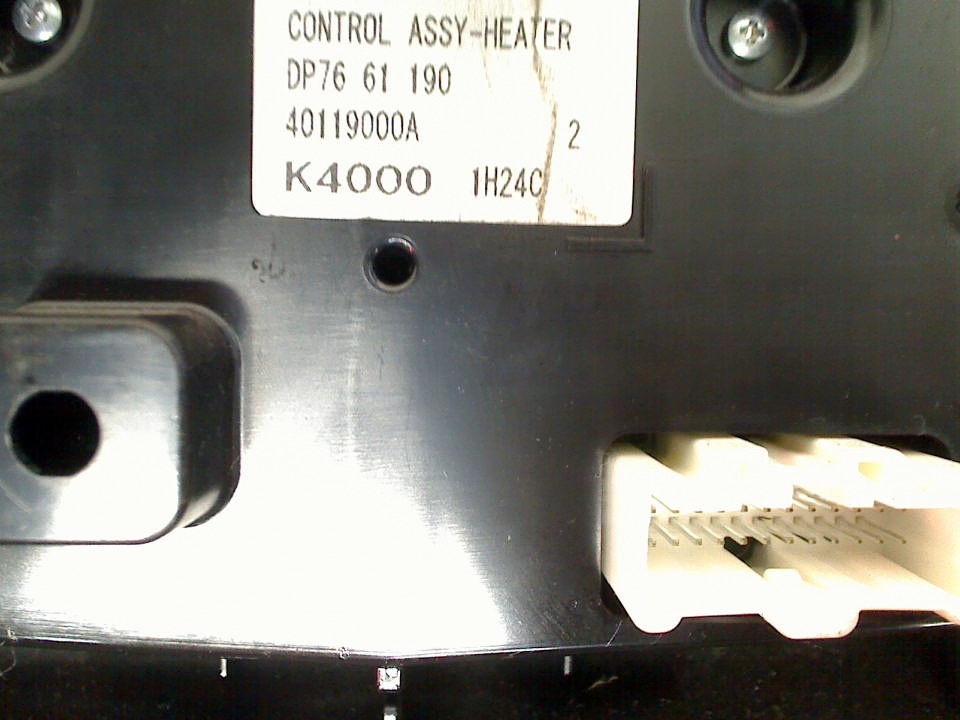 CONTROL ASSY-HEATER
DP76 61 190
40119000A 2
K4000 1H24C